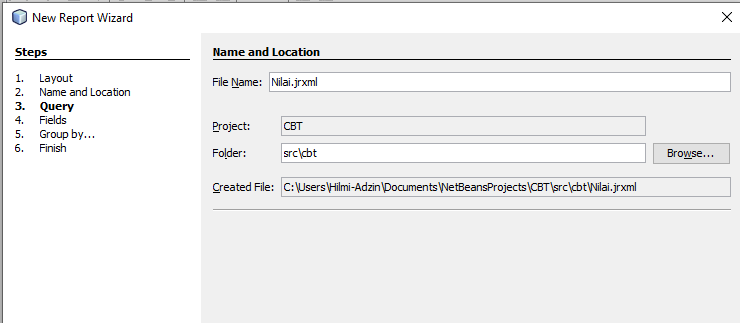 New Report Wizard
Steps
1. Layout
2. Name and Location
3. Query
4. Fields
5. Group by...
6. Finish
Name and Location
File Name: Nilai.jrxml
Project: CBT
Folder: src\cbt Browse...
Created File: C:\Users\Hilmi-Adzin\Documents\NetBeansProjects\CBT\src\cbt\Nilai.jrxml